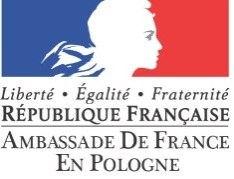 Liberté • Égalité • Fraternité
RÉPUBLIQUE FRANÇAISE
AMBASSADE DE FRANCE
EN POLOGNE